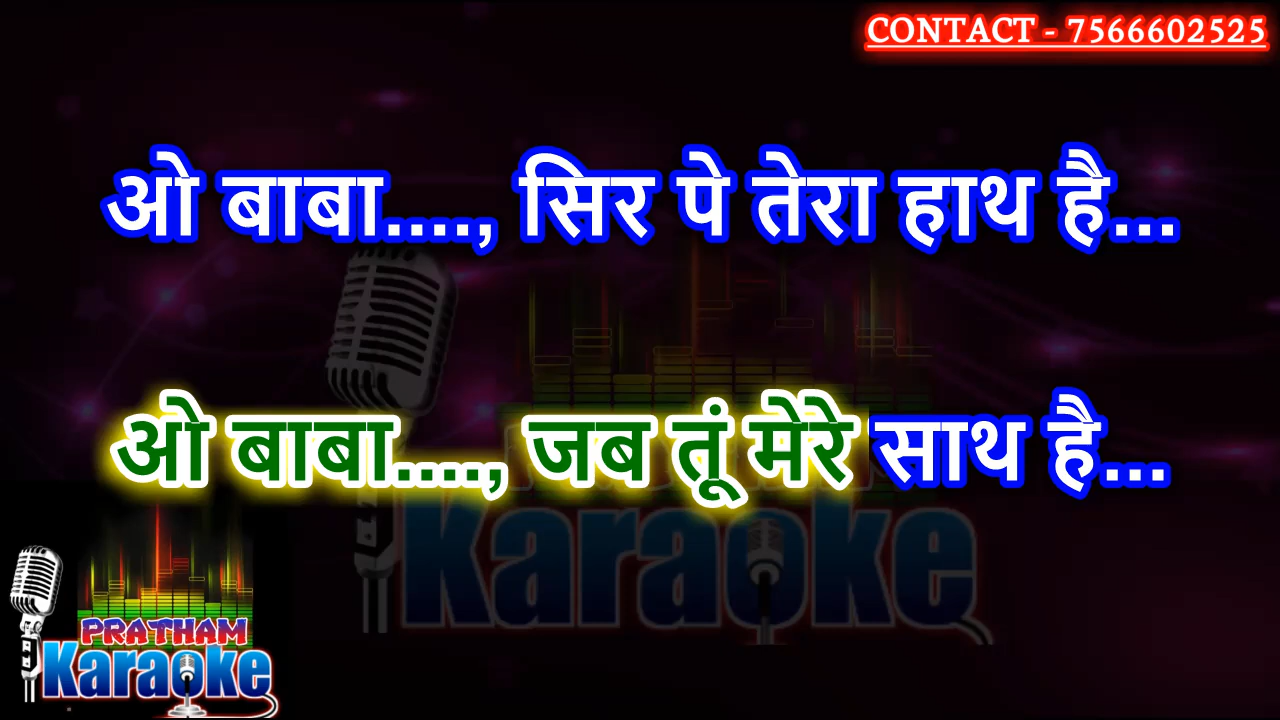 CONTACT - 7566602525
ओ बाबा...., सिर पे तेरा हाथ है...
ओ बाबा...., जब तूं मेरे साथ है...
Karaoke
PRATHAM
Karaoke